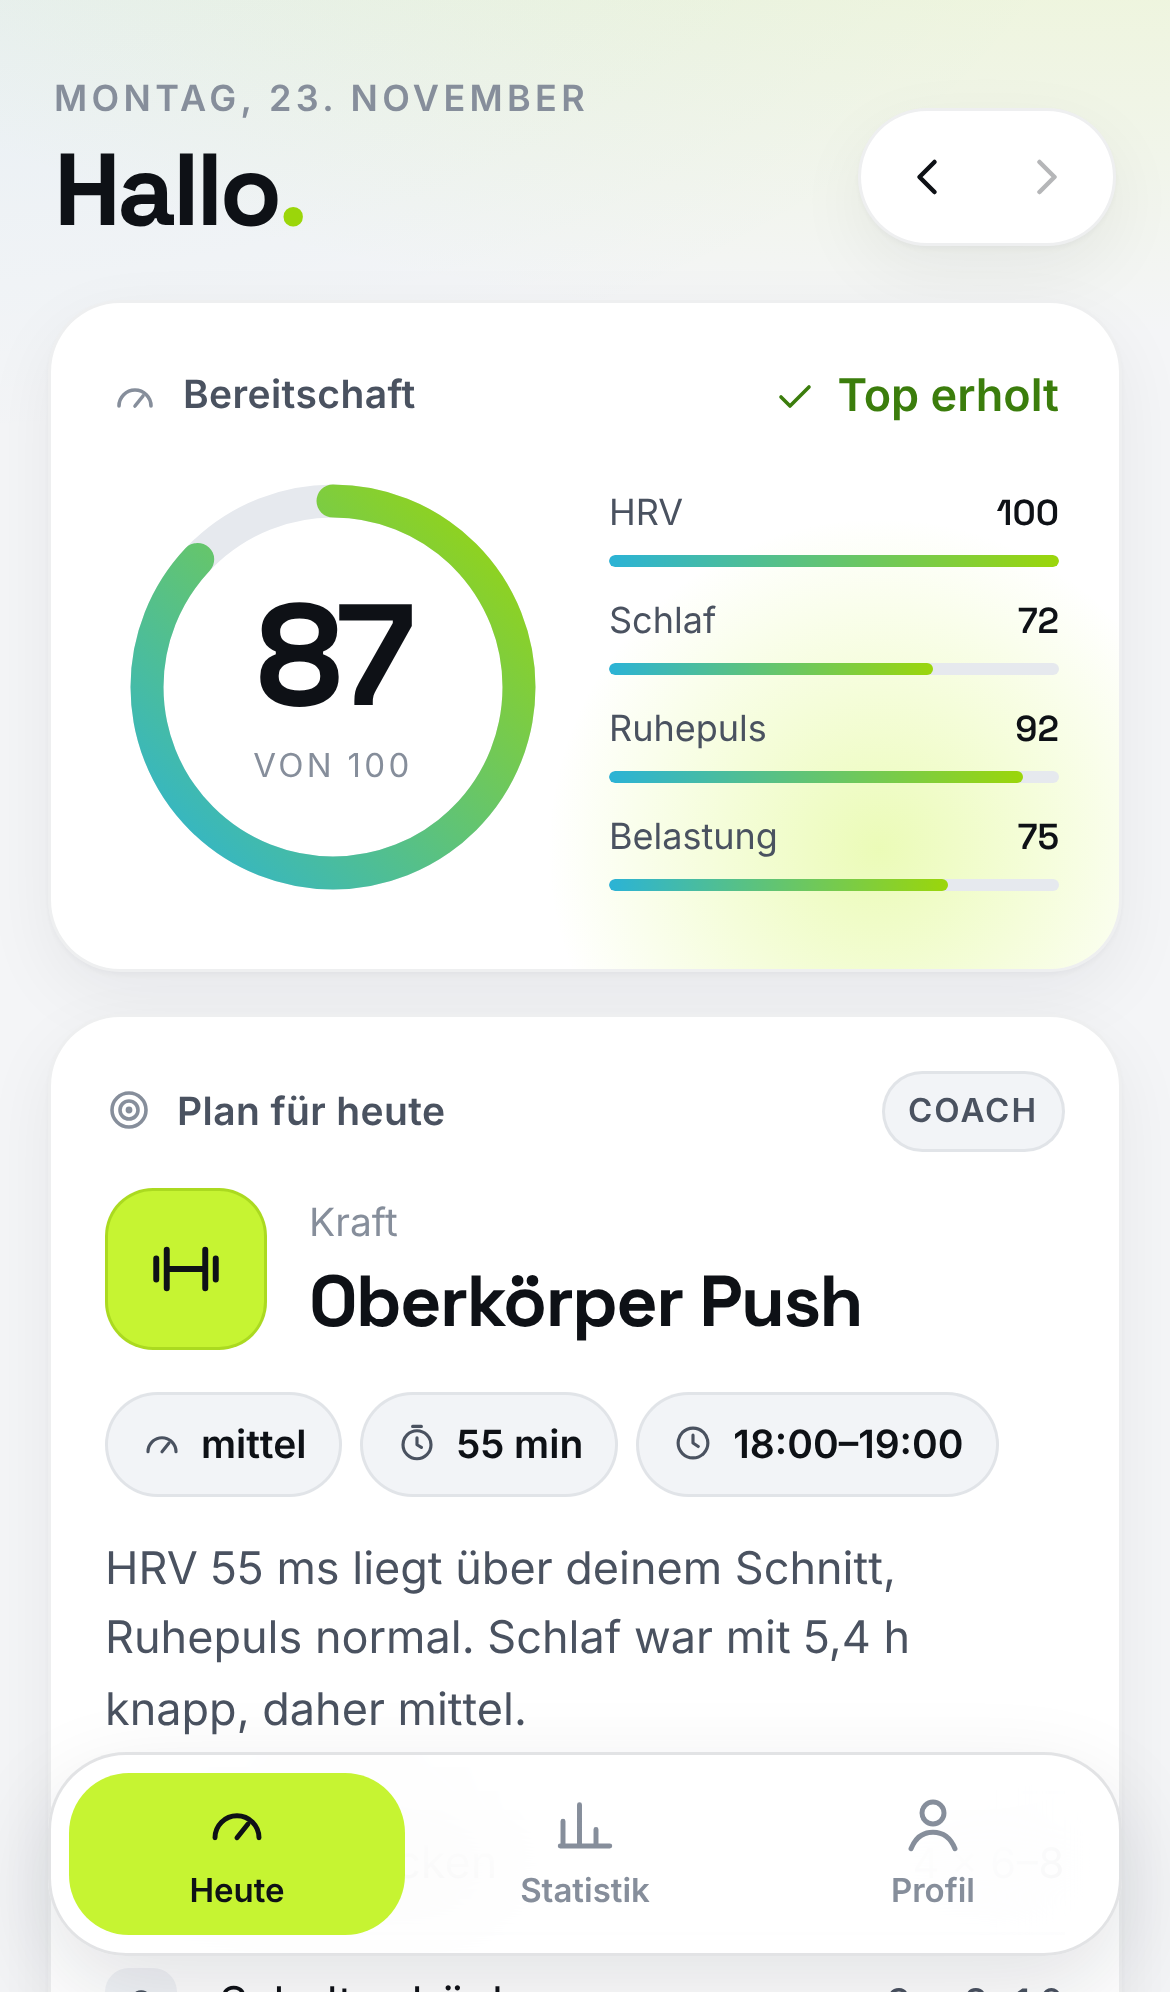 MONTAG, 23. NOVEMBER
Hallo.
Bereitschaft
Top erholt
87
VON 100
HRV 100
Schlaf 72
Ruhepuls 92
Belastung 75
Plan für heute
COACH
Kraft
Oberkörper Push
mittel
55 min
18:00–19:00
HRV 55 ms liegt über deinem Schnitt,
Ruhepuls normal. Schlaf war mit 5,4 h
knapp, daher mittel.
Heute
Statistik
Profil